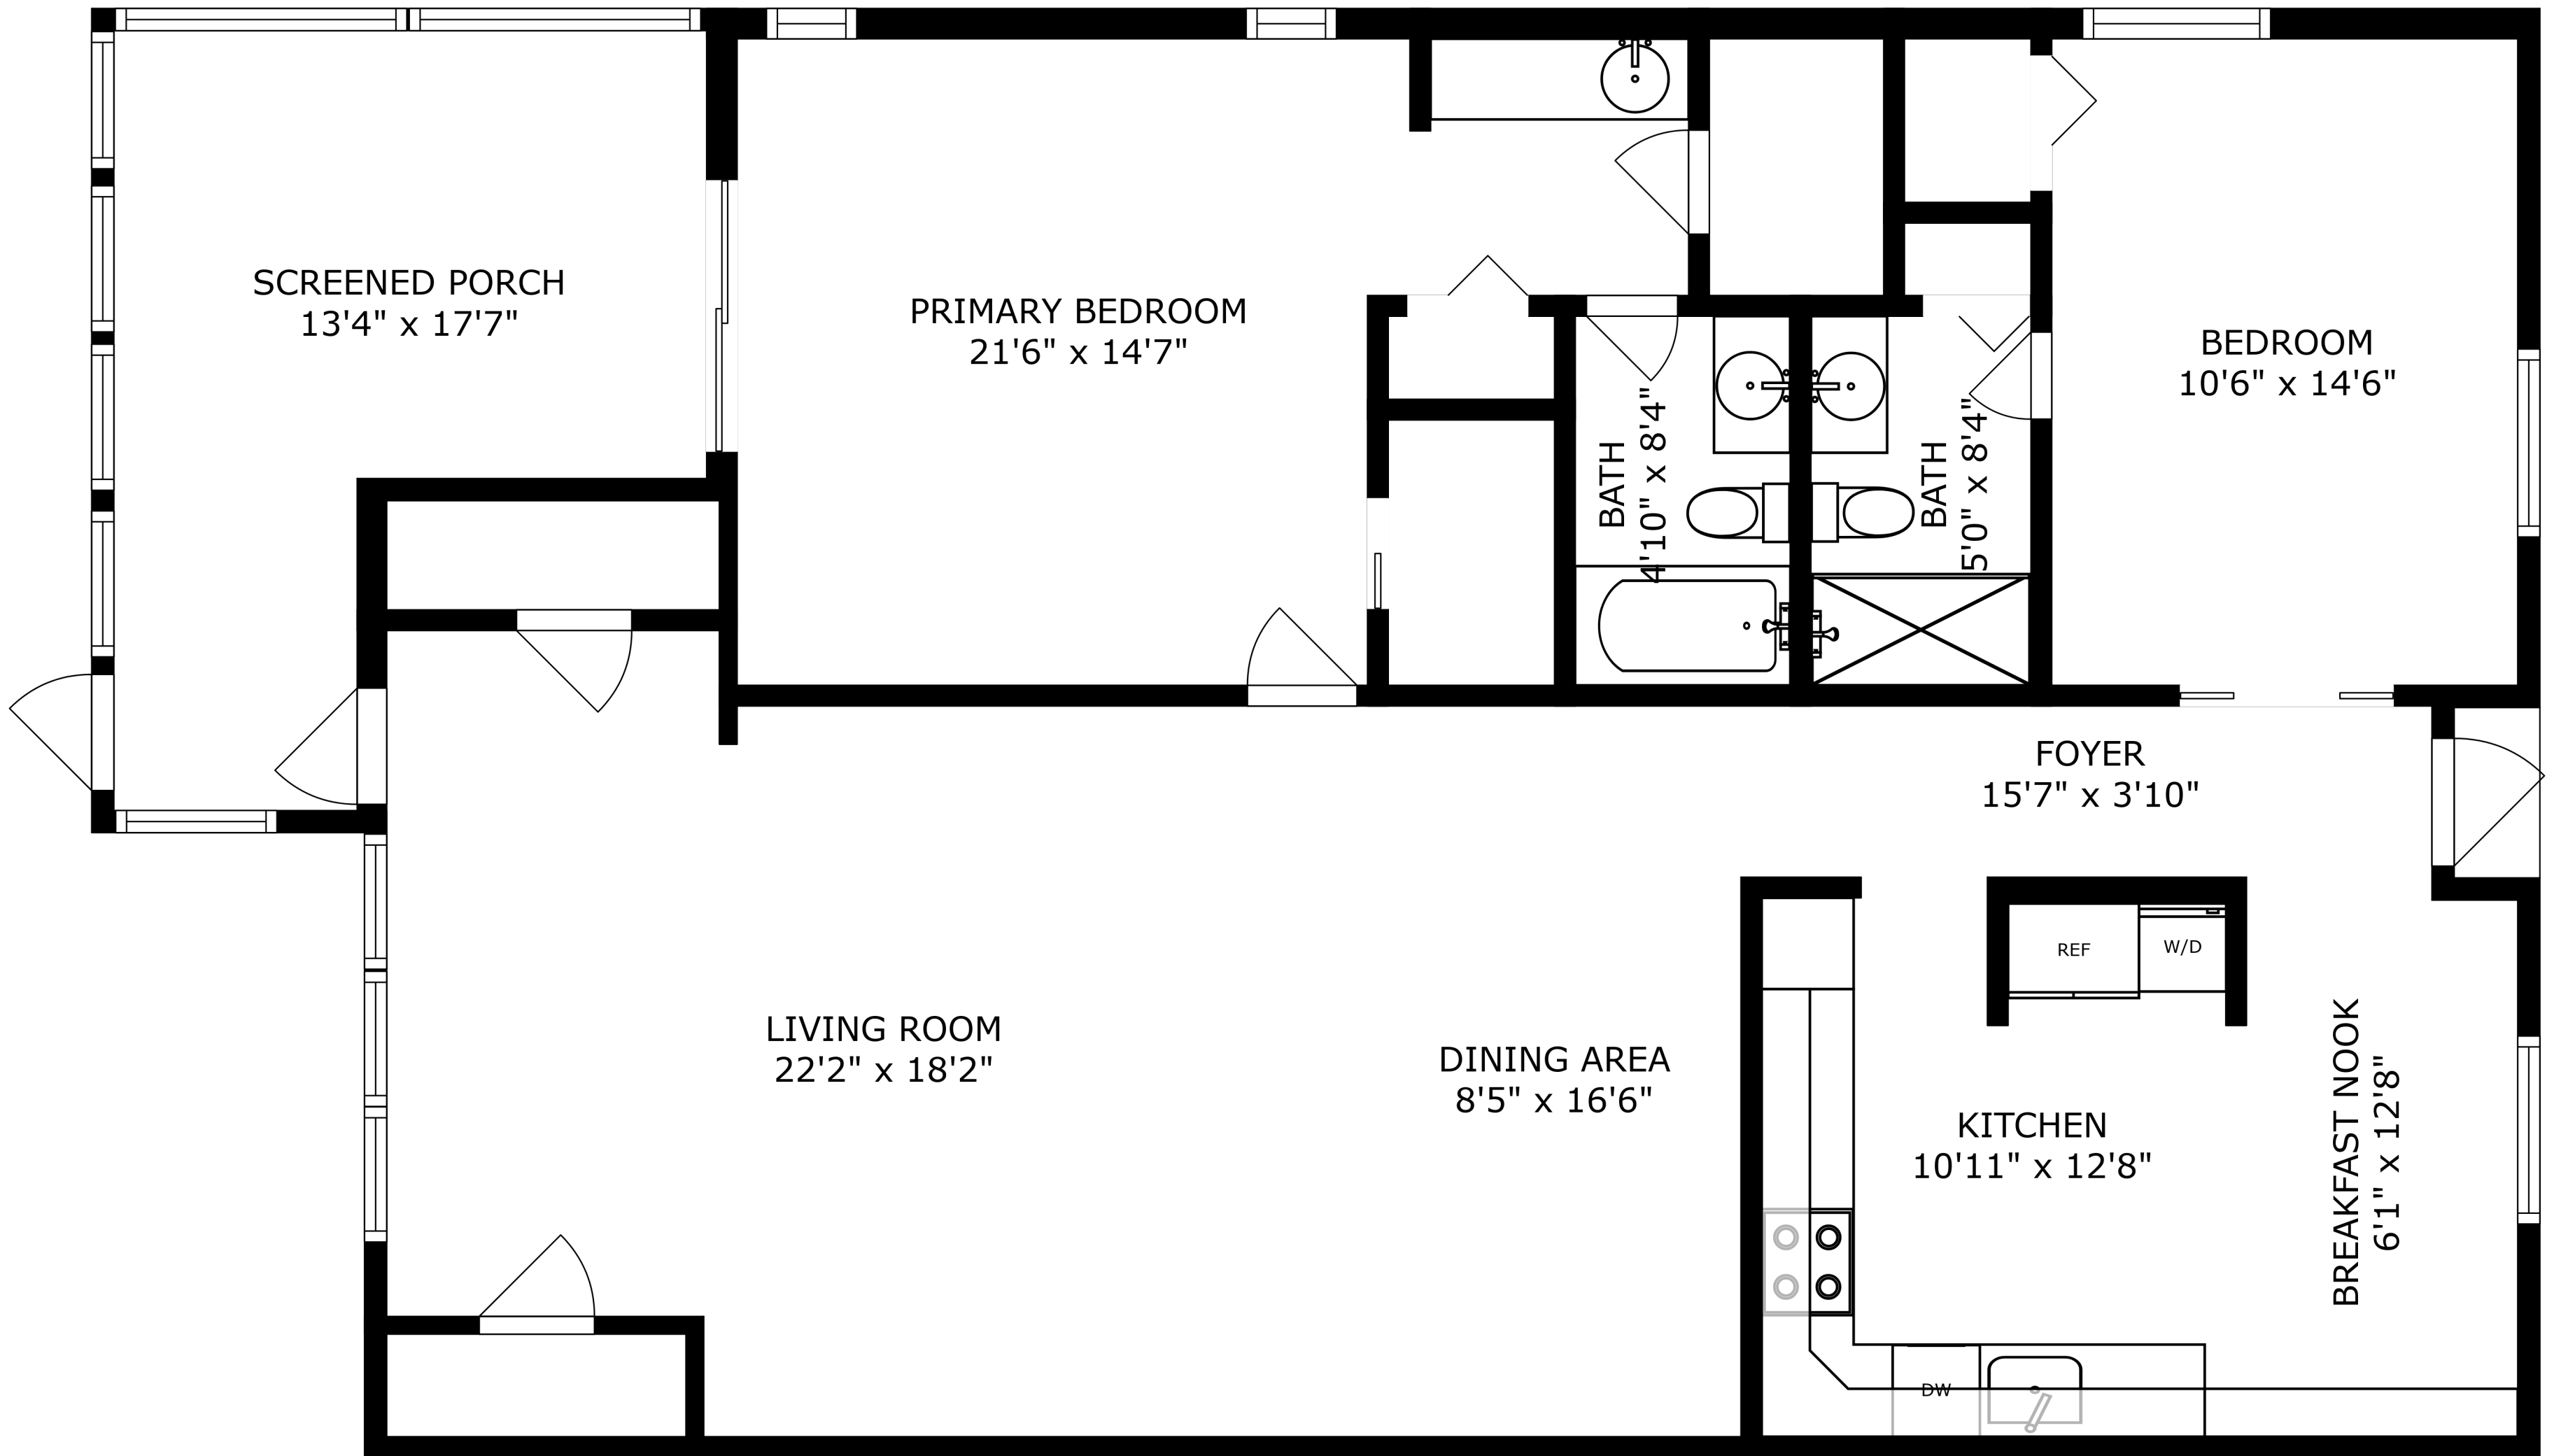 SCREENED PORCH
13'4" x 17'7"
PRIMARY BEDROOM
21'6" x 14'7"
BATH
4'10" x 8'4"
BATH
5'0" x 8'4"
BEDROOM
10'6" x 14'6"
FOYER
15'7" x 3'10"
LIVING ROOM
22'2" x 18'2"
DINING AREA
8'5" x 16'6"
REF
W/D
KITCHEN
10'11" x 12'8"
BREAKFAST NOOK
6'1" x 12'8"
DW